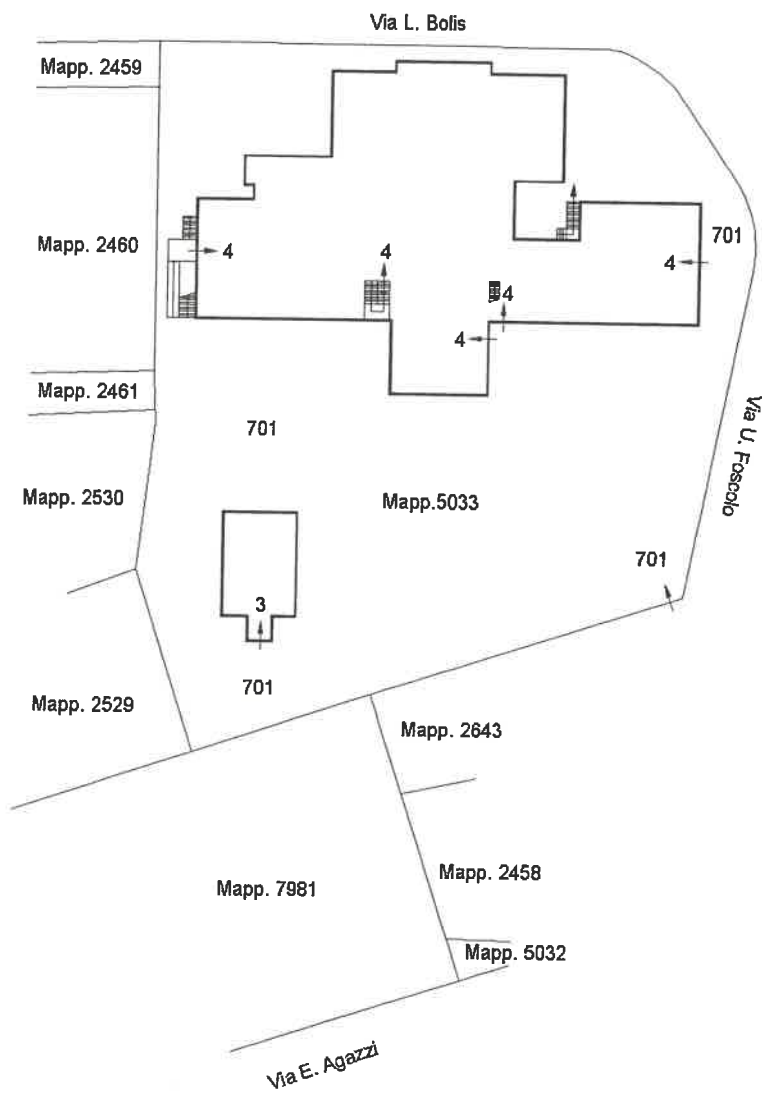 Via L. Bolis
Mapp. 2459
Mapp. 2460
4
4
701
4
4
4
Mapp. 2461
701
Via U. Foscolo
Mapp. 2530
Mapp.5033
701
3
701
Mapp. 2529
Mapp. 2643
Mapp. 7981
Mapp. 2458
Mapp. 5032
Via E. Agazzi